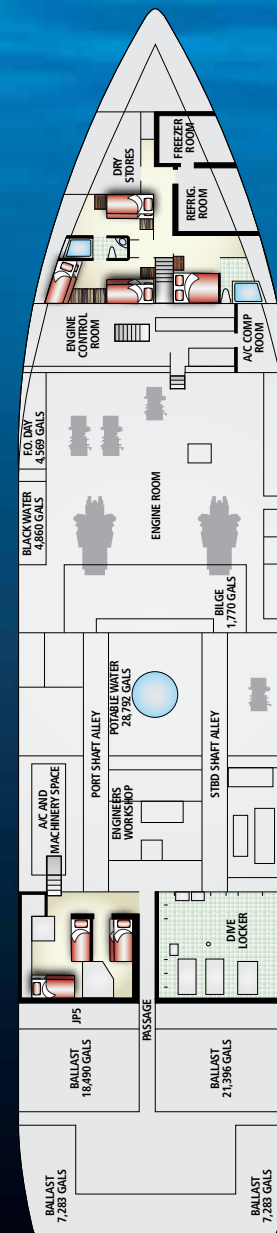 DRY
STORES
FREEZER
ROOM
REFRIG.
ROOM
ENGINE
CONTROL
ROOM
A/C COMP
ROOM
F.O. DAY
4,569 GALS
BLACK WATER
4,860 GALS
ENGINE ROOM
BILGE
1,770 GALS
PORT SHAFT ALLEY
POTABLE WATER
28,792 GALS
STBD SHAFT ALLEY
A/C AND
MACHINERY SPACE
ENGINEERS
WORKSHOP
DIVE
LOCKER
JP5
PASSAGE
BALLAST
18,490 GALS
BALLAST
21,396 GALS
BALLAST
7,283 GALS
BALLAST
7,283 GALS